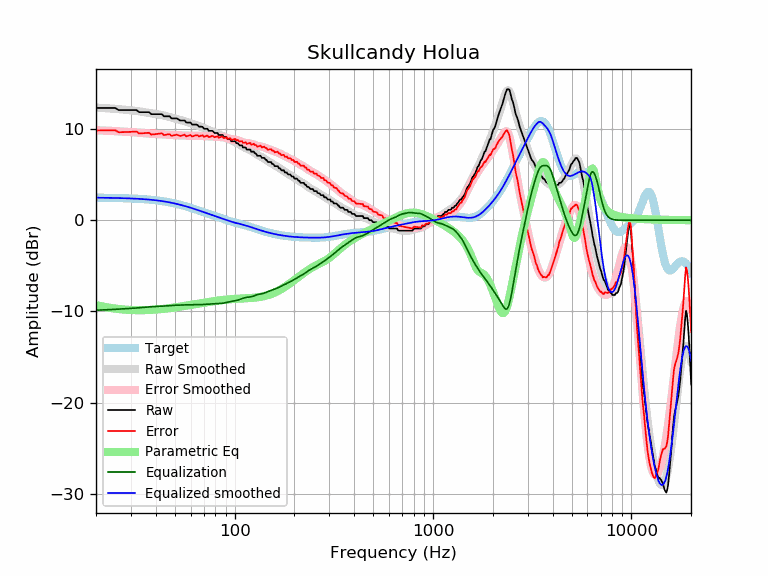 Skullcandy Holua
Amplitude (dBr)
10
0
−10
−20
−30
Target
Raw Smoothed
Error Smoothed
Raw
Error
Parametric Eq
Equalization
Equalized smoothed
100
1000
10000
Frequency (Hz)